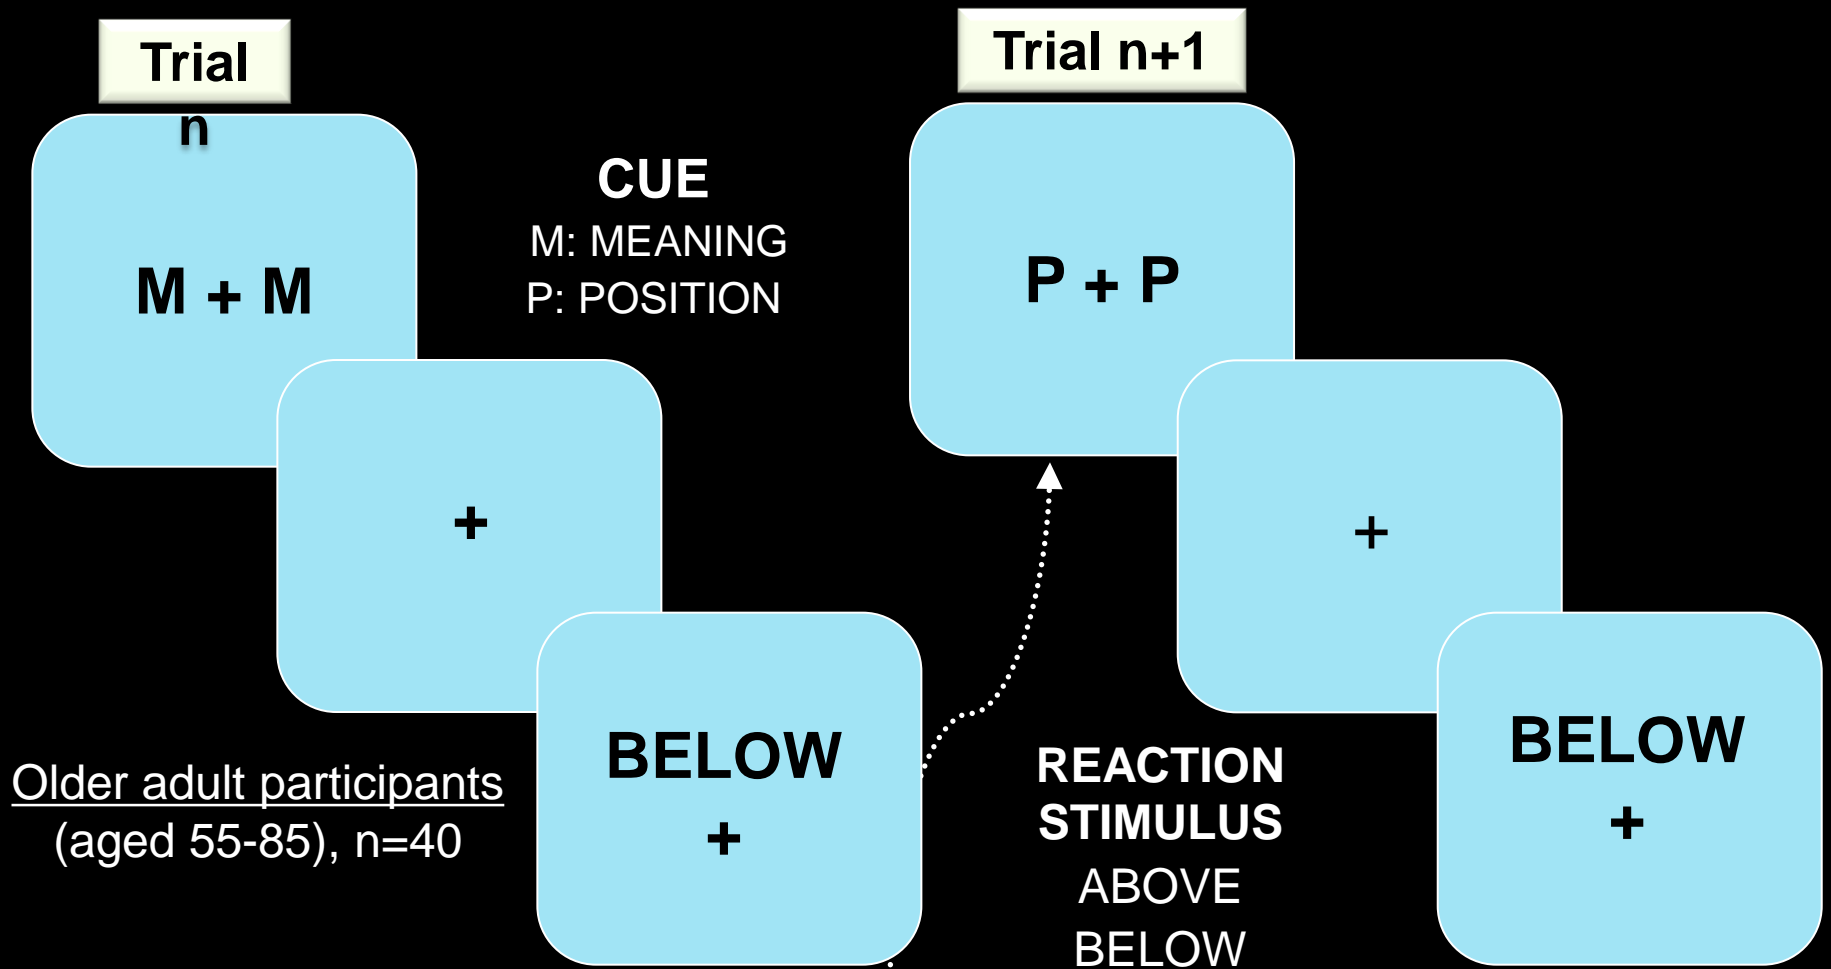 Trial
n
M + M
CUE
M: MEANING
P: POSITION
+
BELOW
+
Older adult participants
(aged 55-85), n=40
Trial n+1
P + P
+
REACTION
STIMULUS
ABOVE
BELOW
BELOW
+